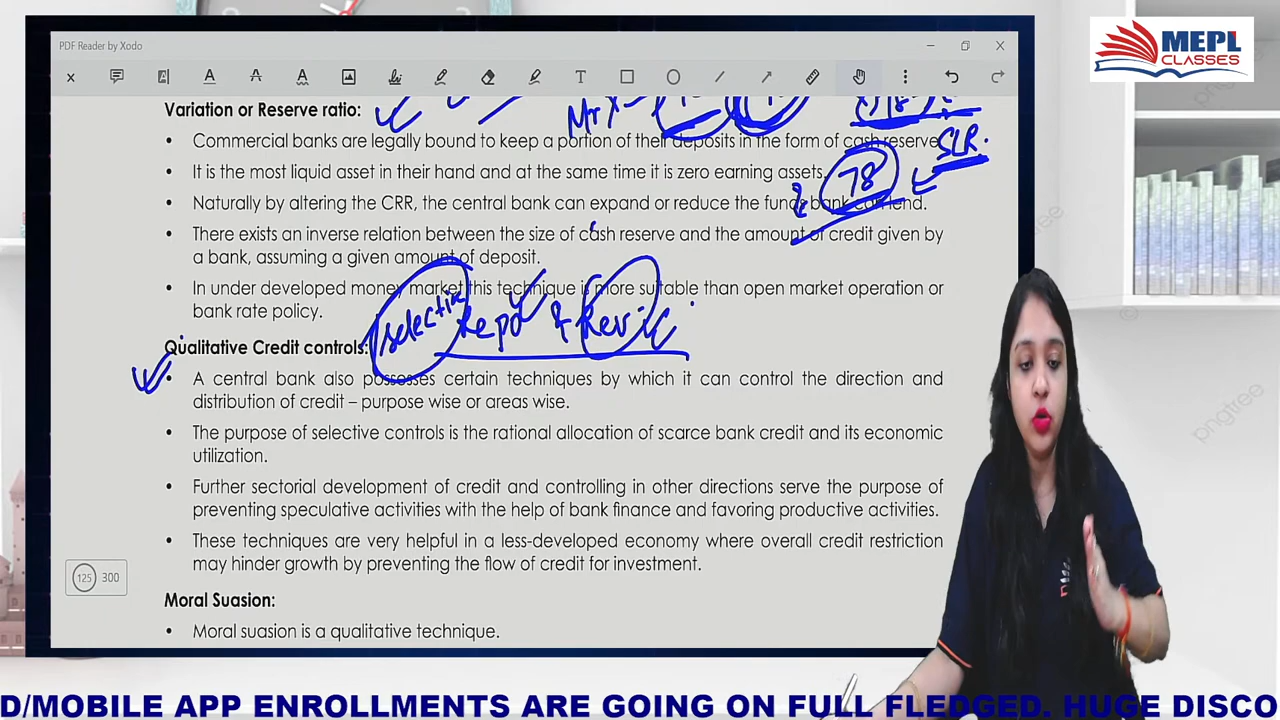 PDF Reader by Xodo
MEPL
CLASSES
Variation or Reserve ratio:
Mr X
• Commercial banks are legally bound to keep a portion of their deposits in the form of cash reserve
SLR.
• It is the most liquid asset in their hand and at the same time it is zero earning assets.
78
• Naturally by altering the CRR, the central bank can expand or reduce the funds bank can lend.
• There exists an inverse relation between the size of cash reserve and the amount of credit given by
a bank, assuming a given amount of deposit.
• In under developed money market this technique is more suitable than open market operation or
bank rate policy.
Selective Repo &
Qualitative Credit controls:
• A central bank also possesses certain techniques by which it can control the direction and
distribution of credit – purpose wise or areas wise.
• The purpose of selective controls is the rational allocation of scarce bank credit and its economic
utilization.
• Further sectorial development of credit and controlling in other directions serve the purpose of
preventing speculative activities with the help of bank finance and favoring productive activities.
• These techniques are very helpful in a less-developed economy where overall credit restriction
may hinder growth by preventing the flow of credit for investment.
125 300
Moral Suasion:
• Moral suasion is a qualitative technique.
D/MOBILE APP ENROLLMENTS ARE GOING ON FULL FLEDGED. HUGE DISCO
pngtree
pngtree